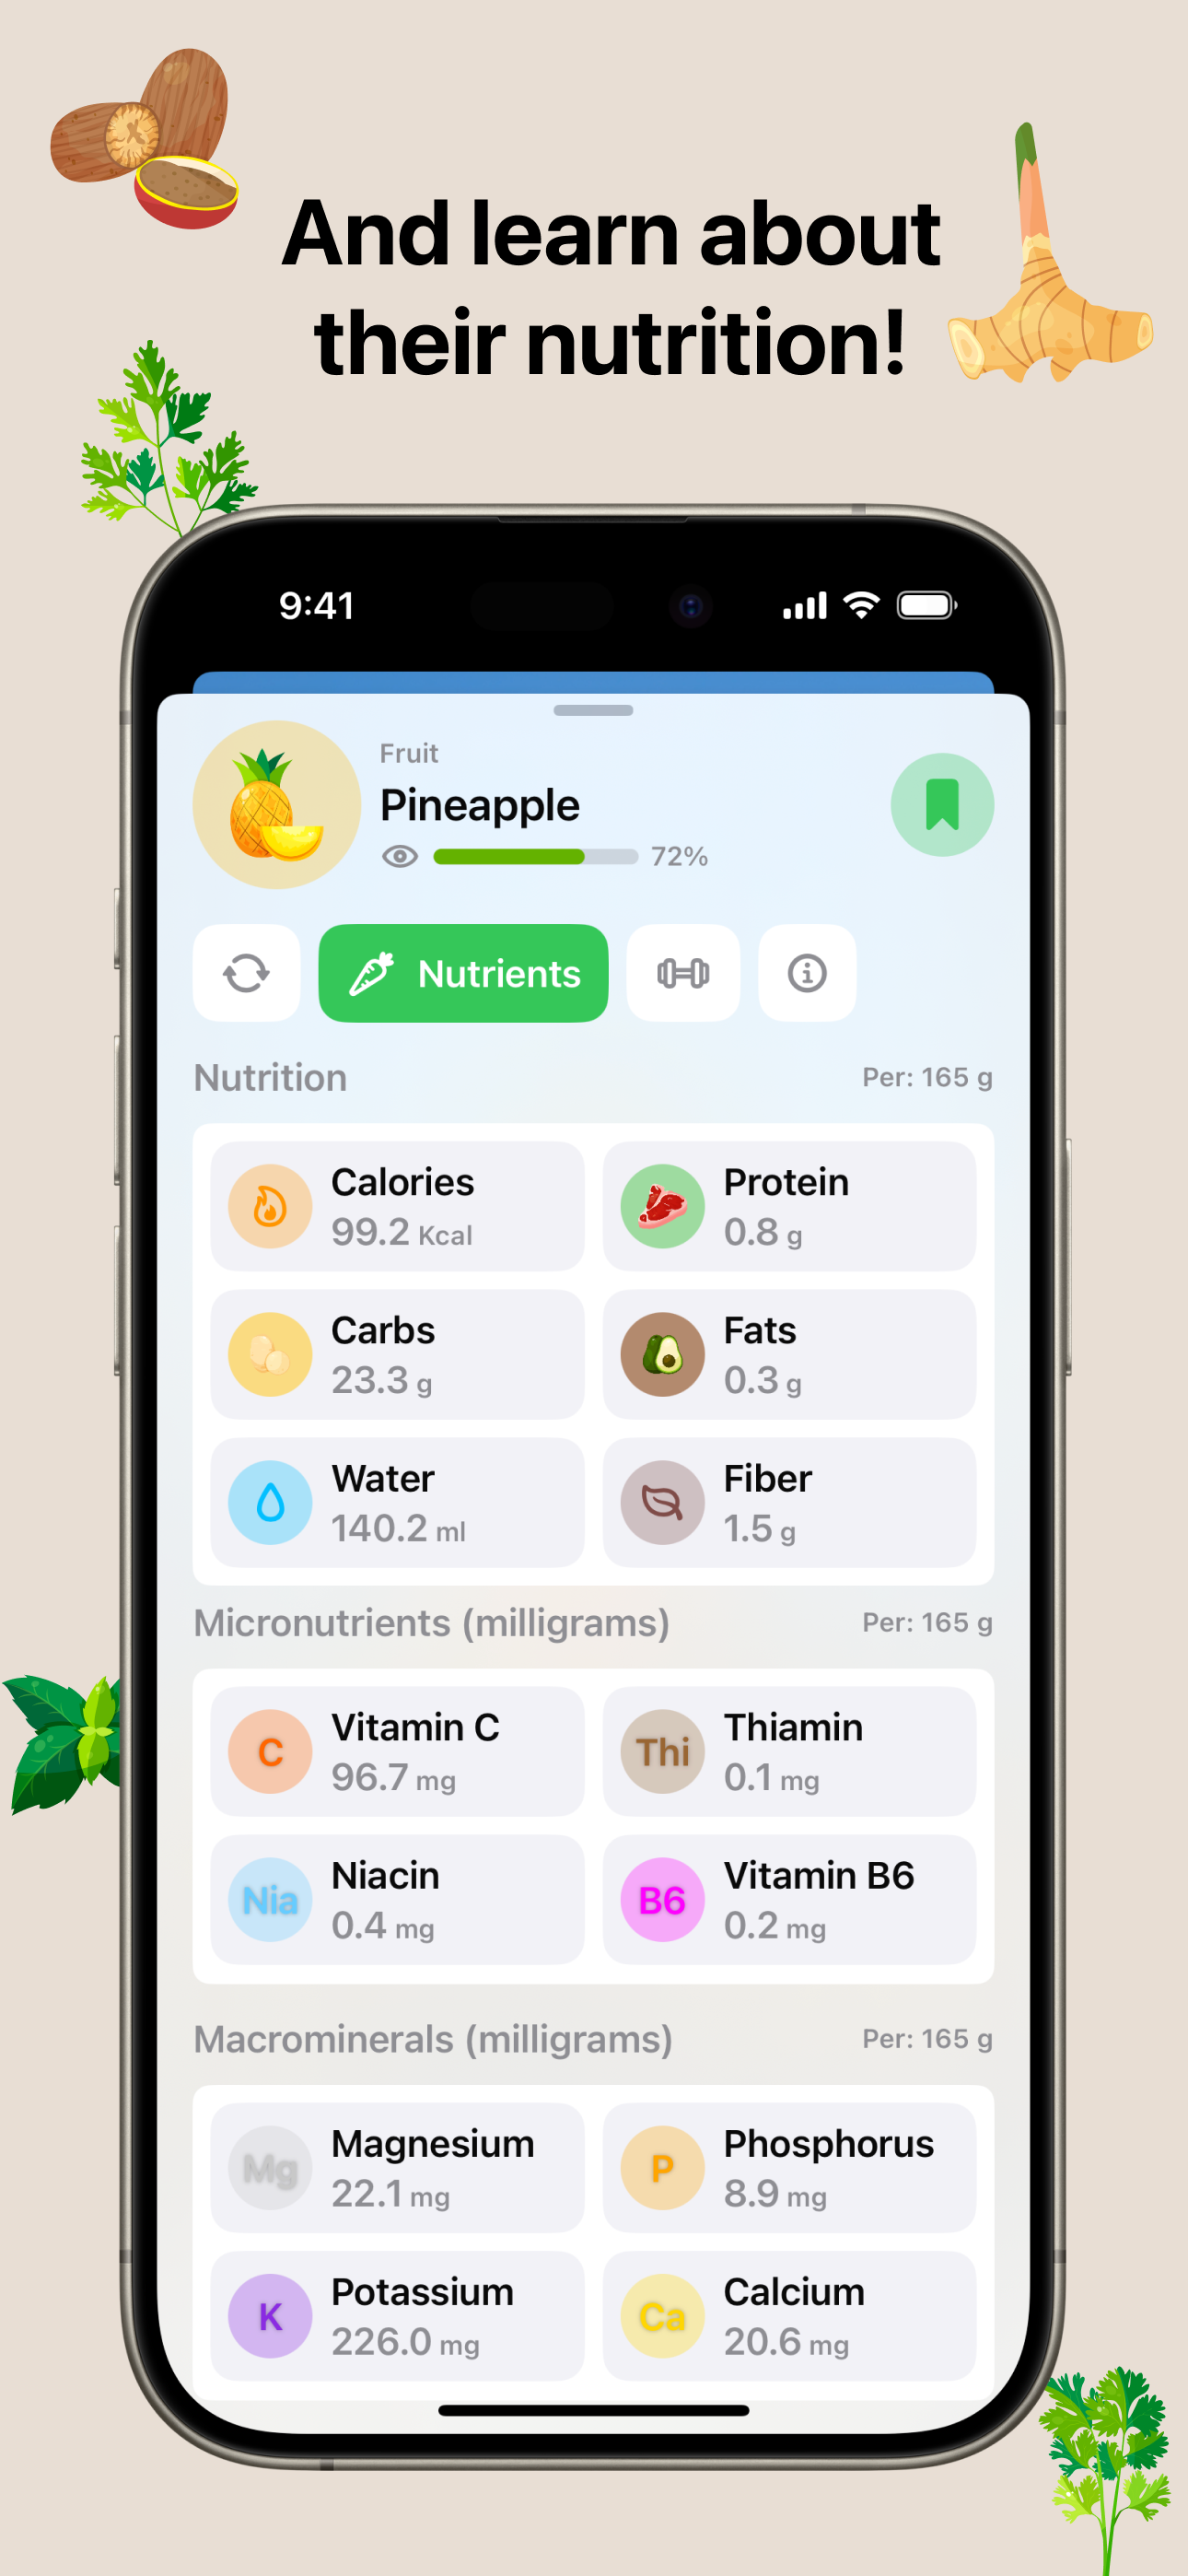 And learn about
their nutrition!
9:41
Fruit
Pineapple
72%
Nutrients
Nutrition Per: 165 g
Calories Protein
99.2 Kcal 0.8 g
Carbs Fats
23.3 g 0.3 g
Water Fiber
140.2 ml 1.5 g
Micronutrients (milligrams) Per: 165 g
C Vitamin C Thi Thiamin
96.7 mg 0.1 mg
Nia Niacin B6 Vitamin B6
0.4 mg 0.2 mg
Macrominerals (milligrams) Per: 165 g
Mg Magnesium P Phosphorus
22.1 mg 8.9 mg
K Potassium Ca Calcium
226.0 mg 20.6 mg